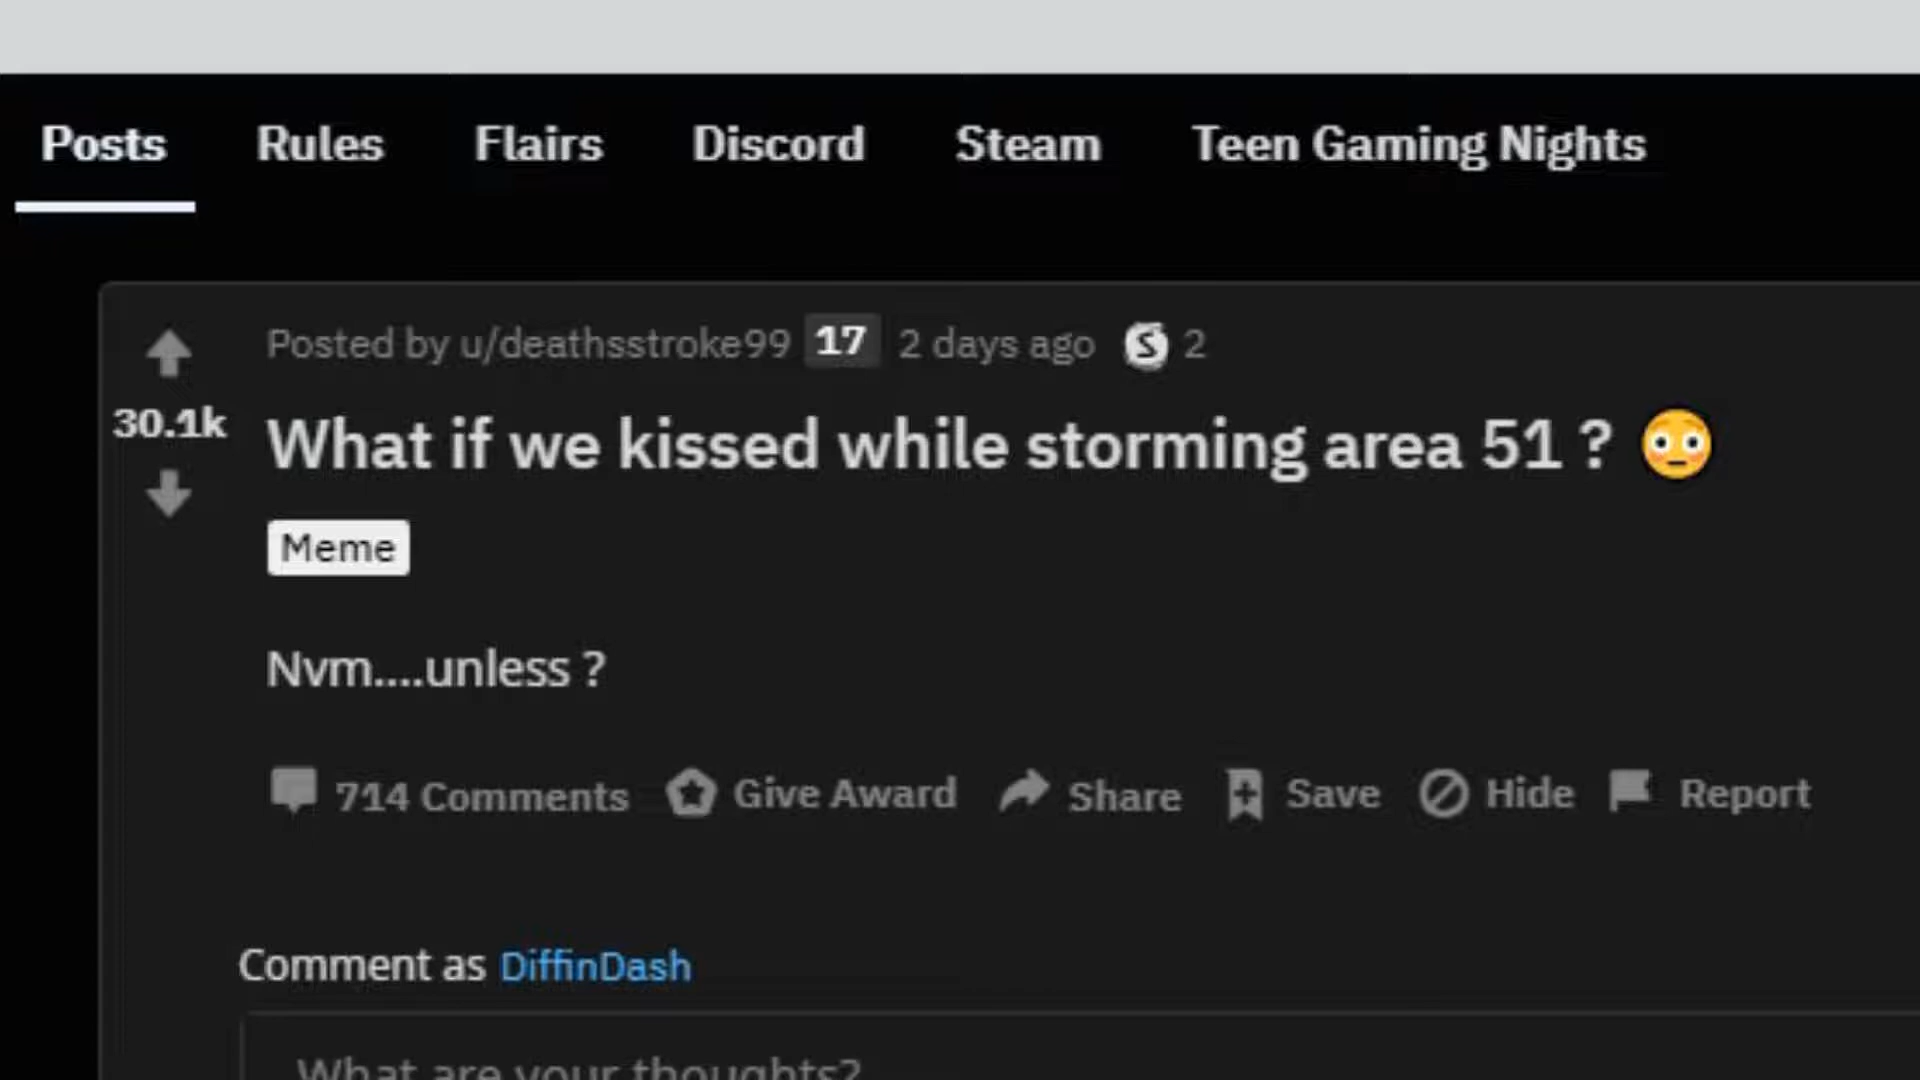 Posts Rules Flairs Discord Steam Teen Gaming Nights
Posted by u/deathsstroke99 17 2 days ago S 2
30.1k
What if we kissed while storming area 51 ? 😳
Meme
Nvm....unless ?
714 Comments Give Award Share Save Hide Report
Comment as DiffinDash
What are your thoughts?